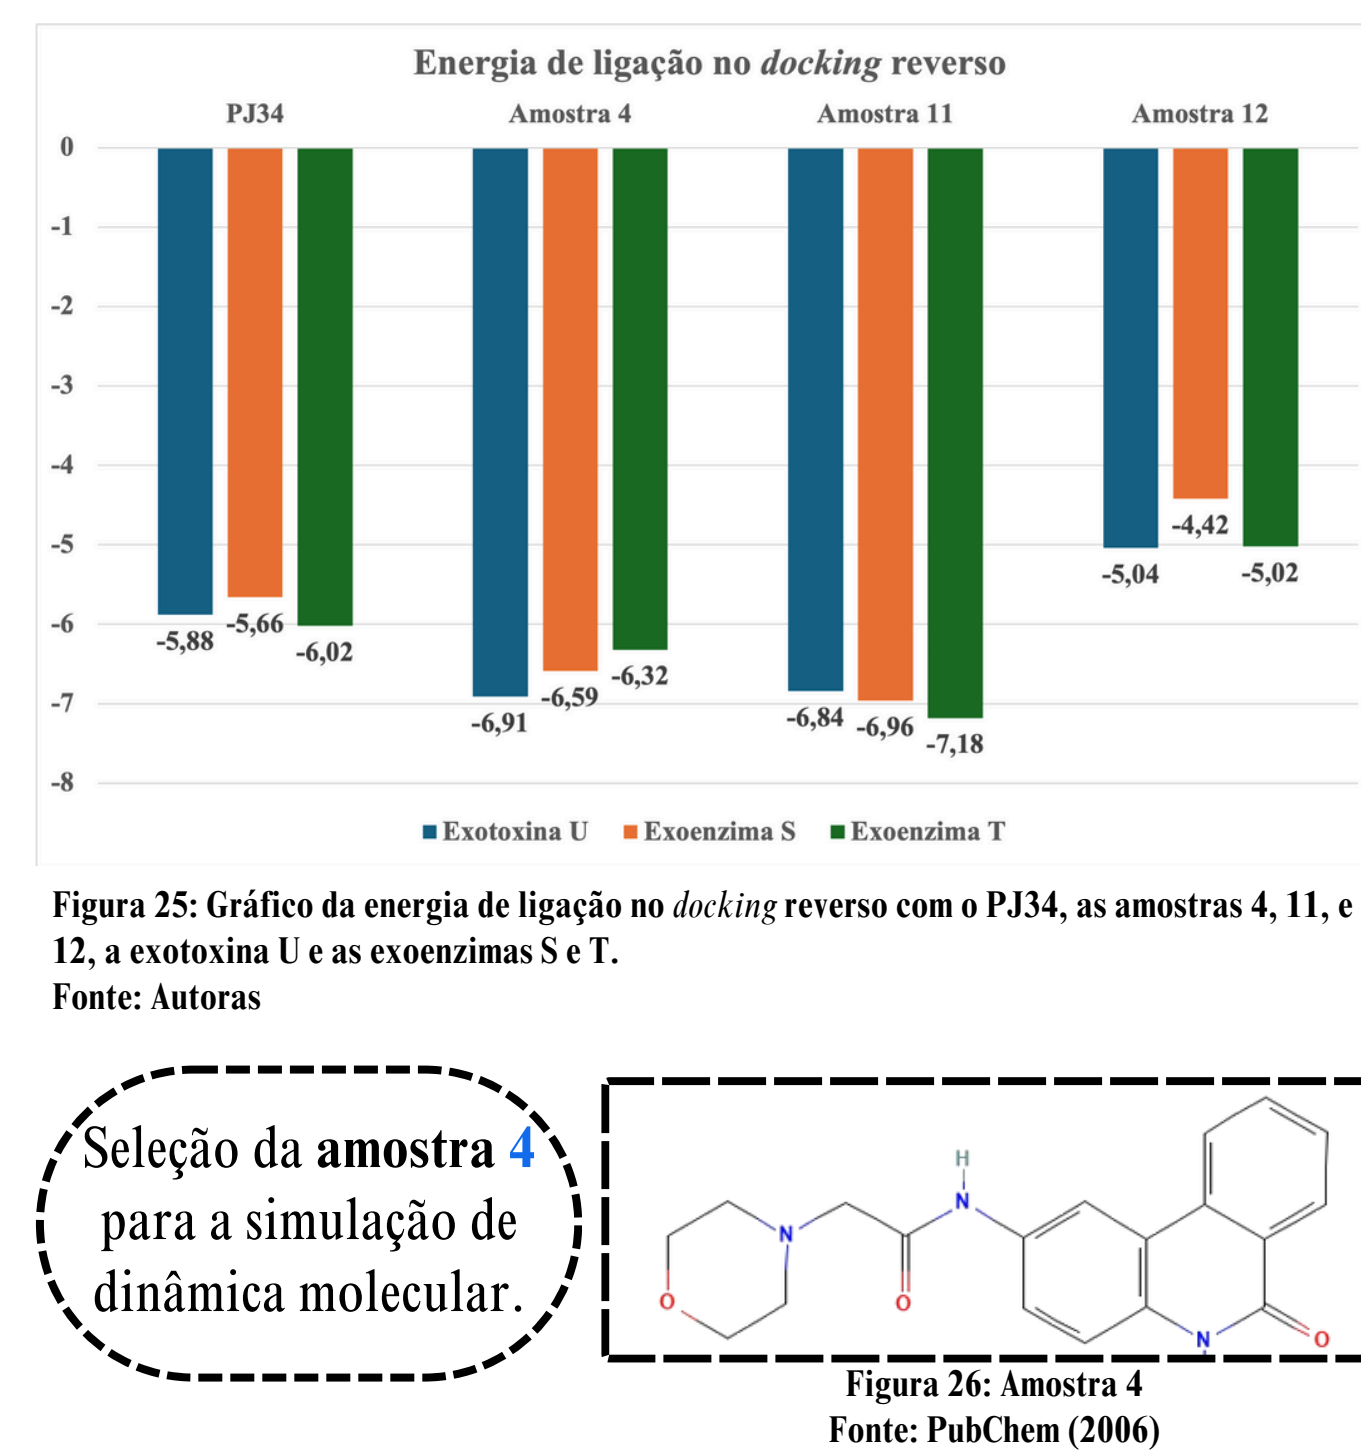 Energia de ligação no docking reverso
PJ34 Amostra 4 Amostra 11 Amostra 12
0
-1
-2
-3
-4
-5
-6
-7
-8
-5,88 -5,66 -6,02
-6,91 -6,59 -6,32
-6,84 -6,96 -7,18
-5,04 -4,42 -5,02
Exotoxina U Exoenzima S Exoenzima T
Figura 25: Gráfico da energia de ligação no docking reverso com o PJ34, as amostras 4, 11, e
12, a exotoxina U e as exoenzimas S e T.
Fonte: Autoras
Seleção da amostra 4
para a simulação de
dinâmica molecular.
H
N
N
O
O
N
O
Figura 26: Amostra 4
Fonte: PubChem (2006)